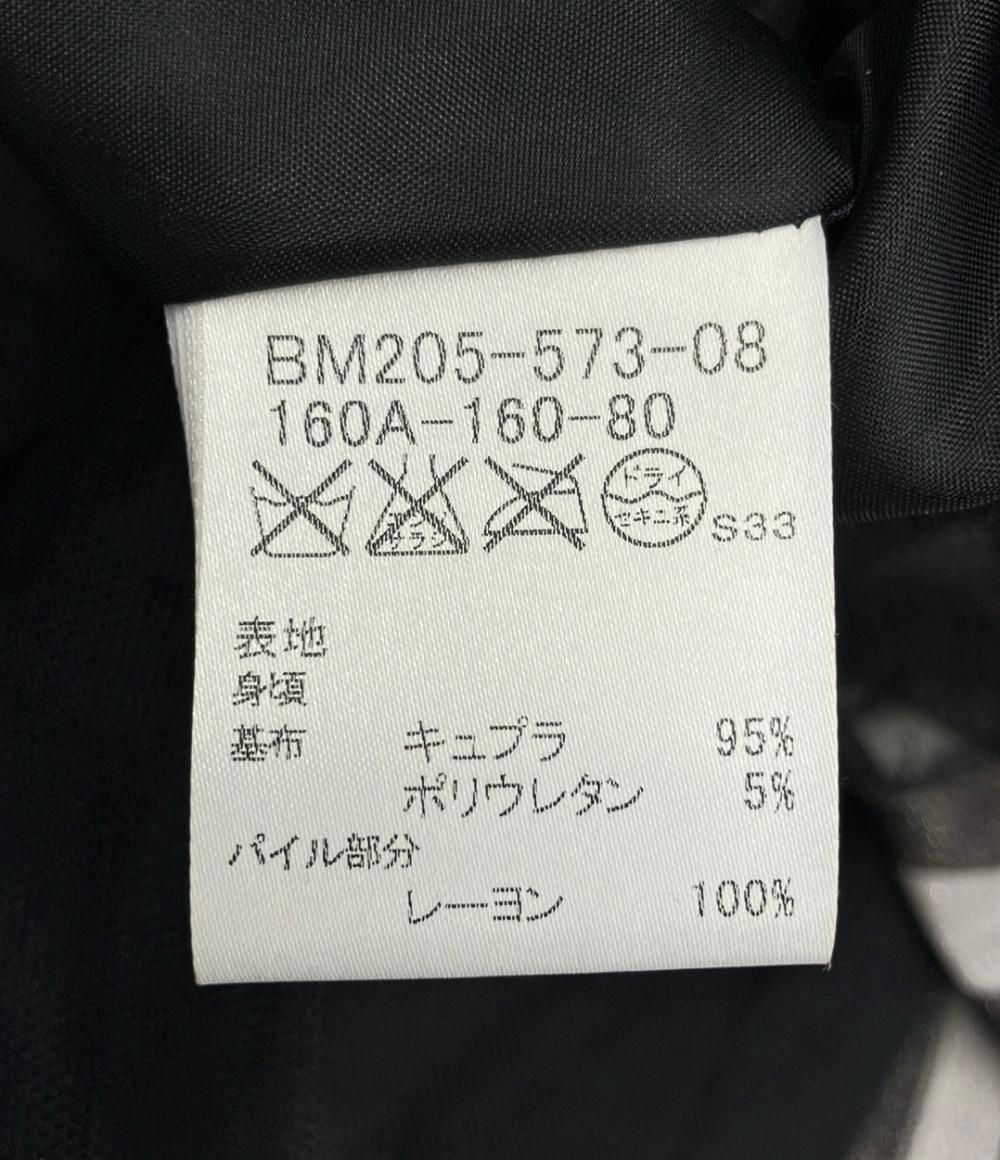 BM205-573-08
160A-160-80
エンソ
サラシ
ドライ
セキユ系
S33
表地
身頃
基布 キュプラ 95%
ポリウレタン 5%
パイル部分
レーヨン 100%